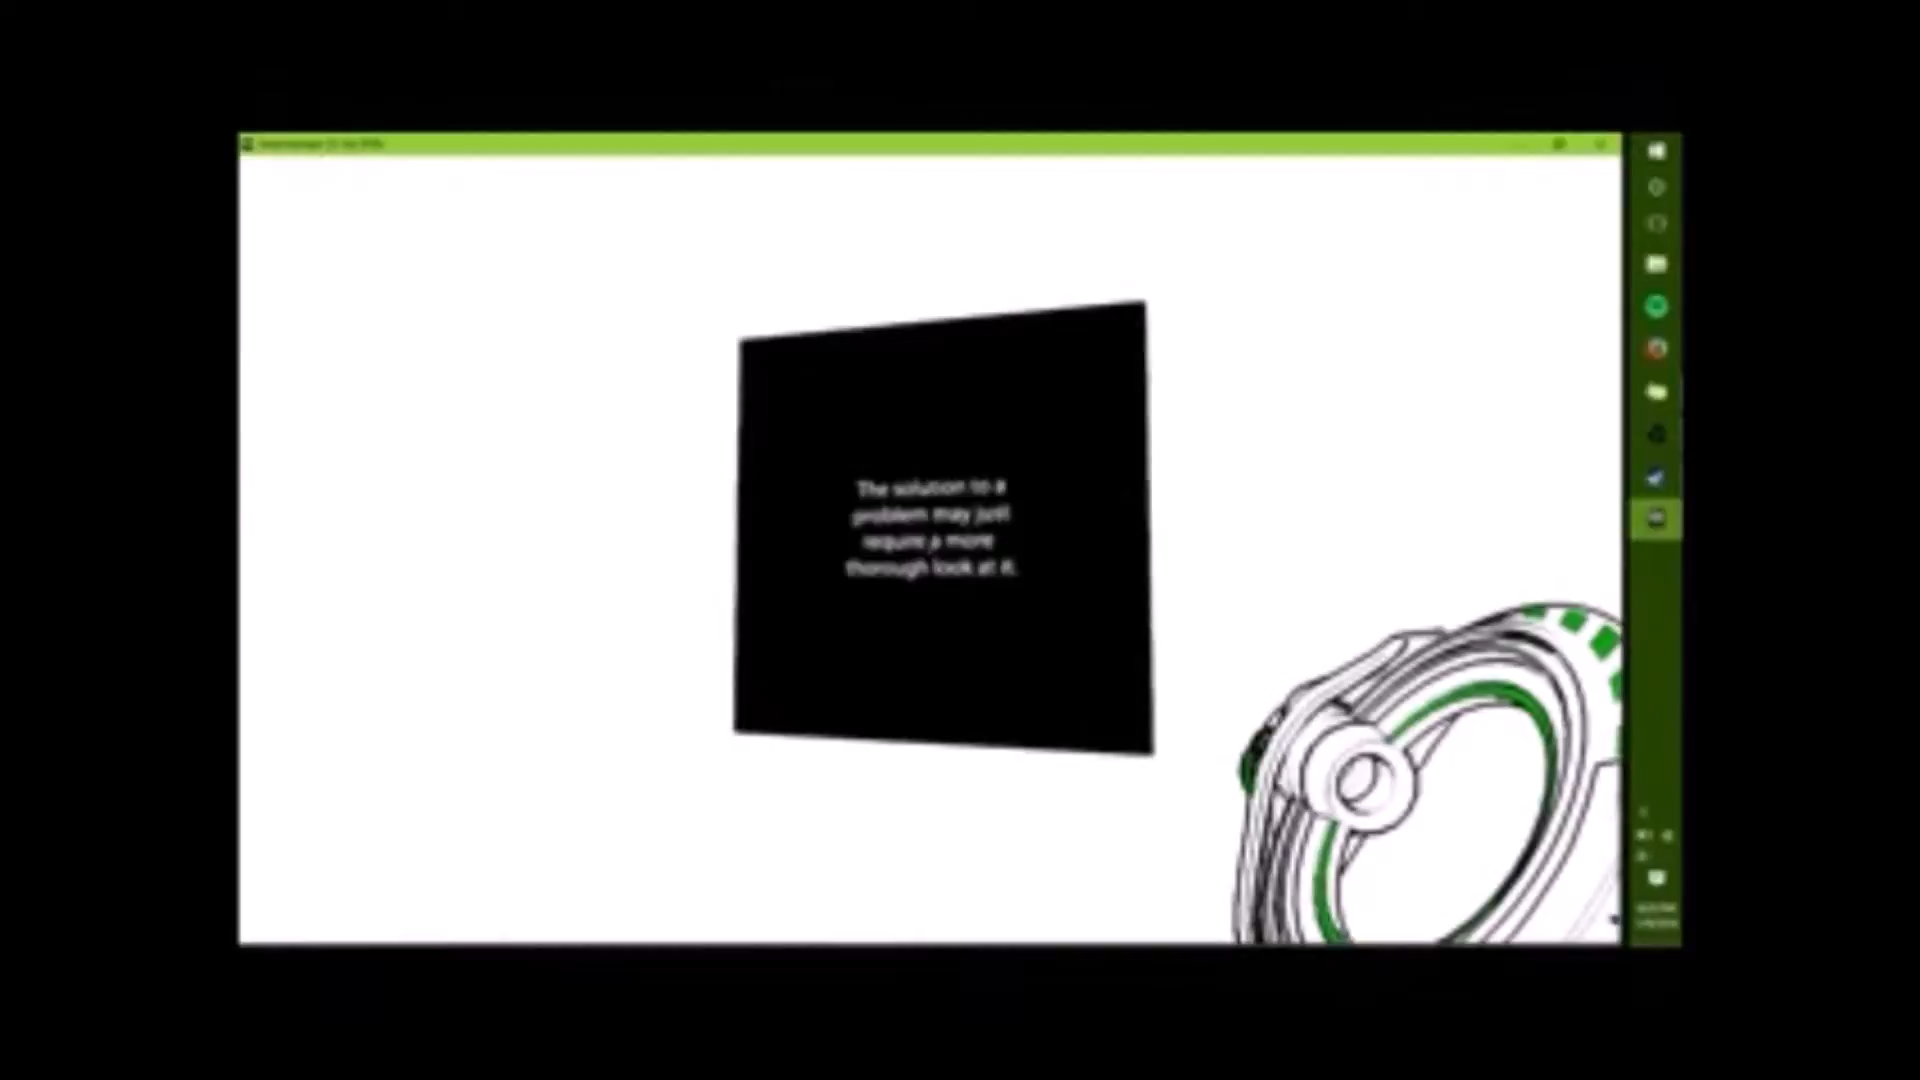 The solution to a
problem may just
require a more
thorough look at it.